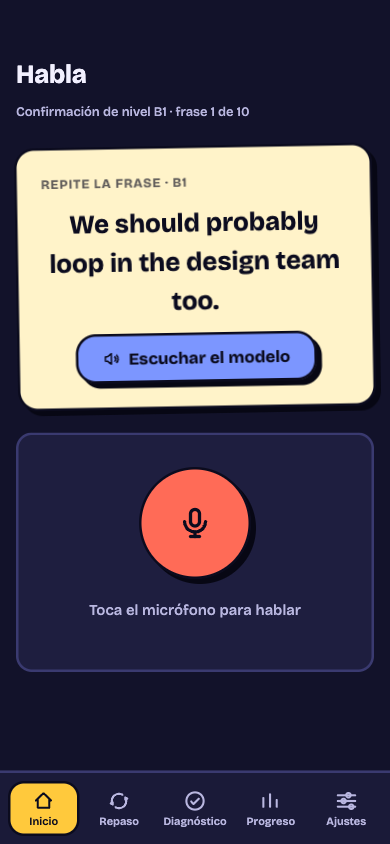 Habla
Confirmación de nivel B1 · frase 1 de 10
REPITE LA FRASE · B1
We should probably
loop in the design team
too.
Escuchar el modelo
Toca el micrófono para hablar
Inicio
Repaso
Diagnóstico
Progreso
Ajustes